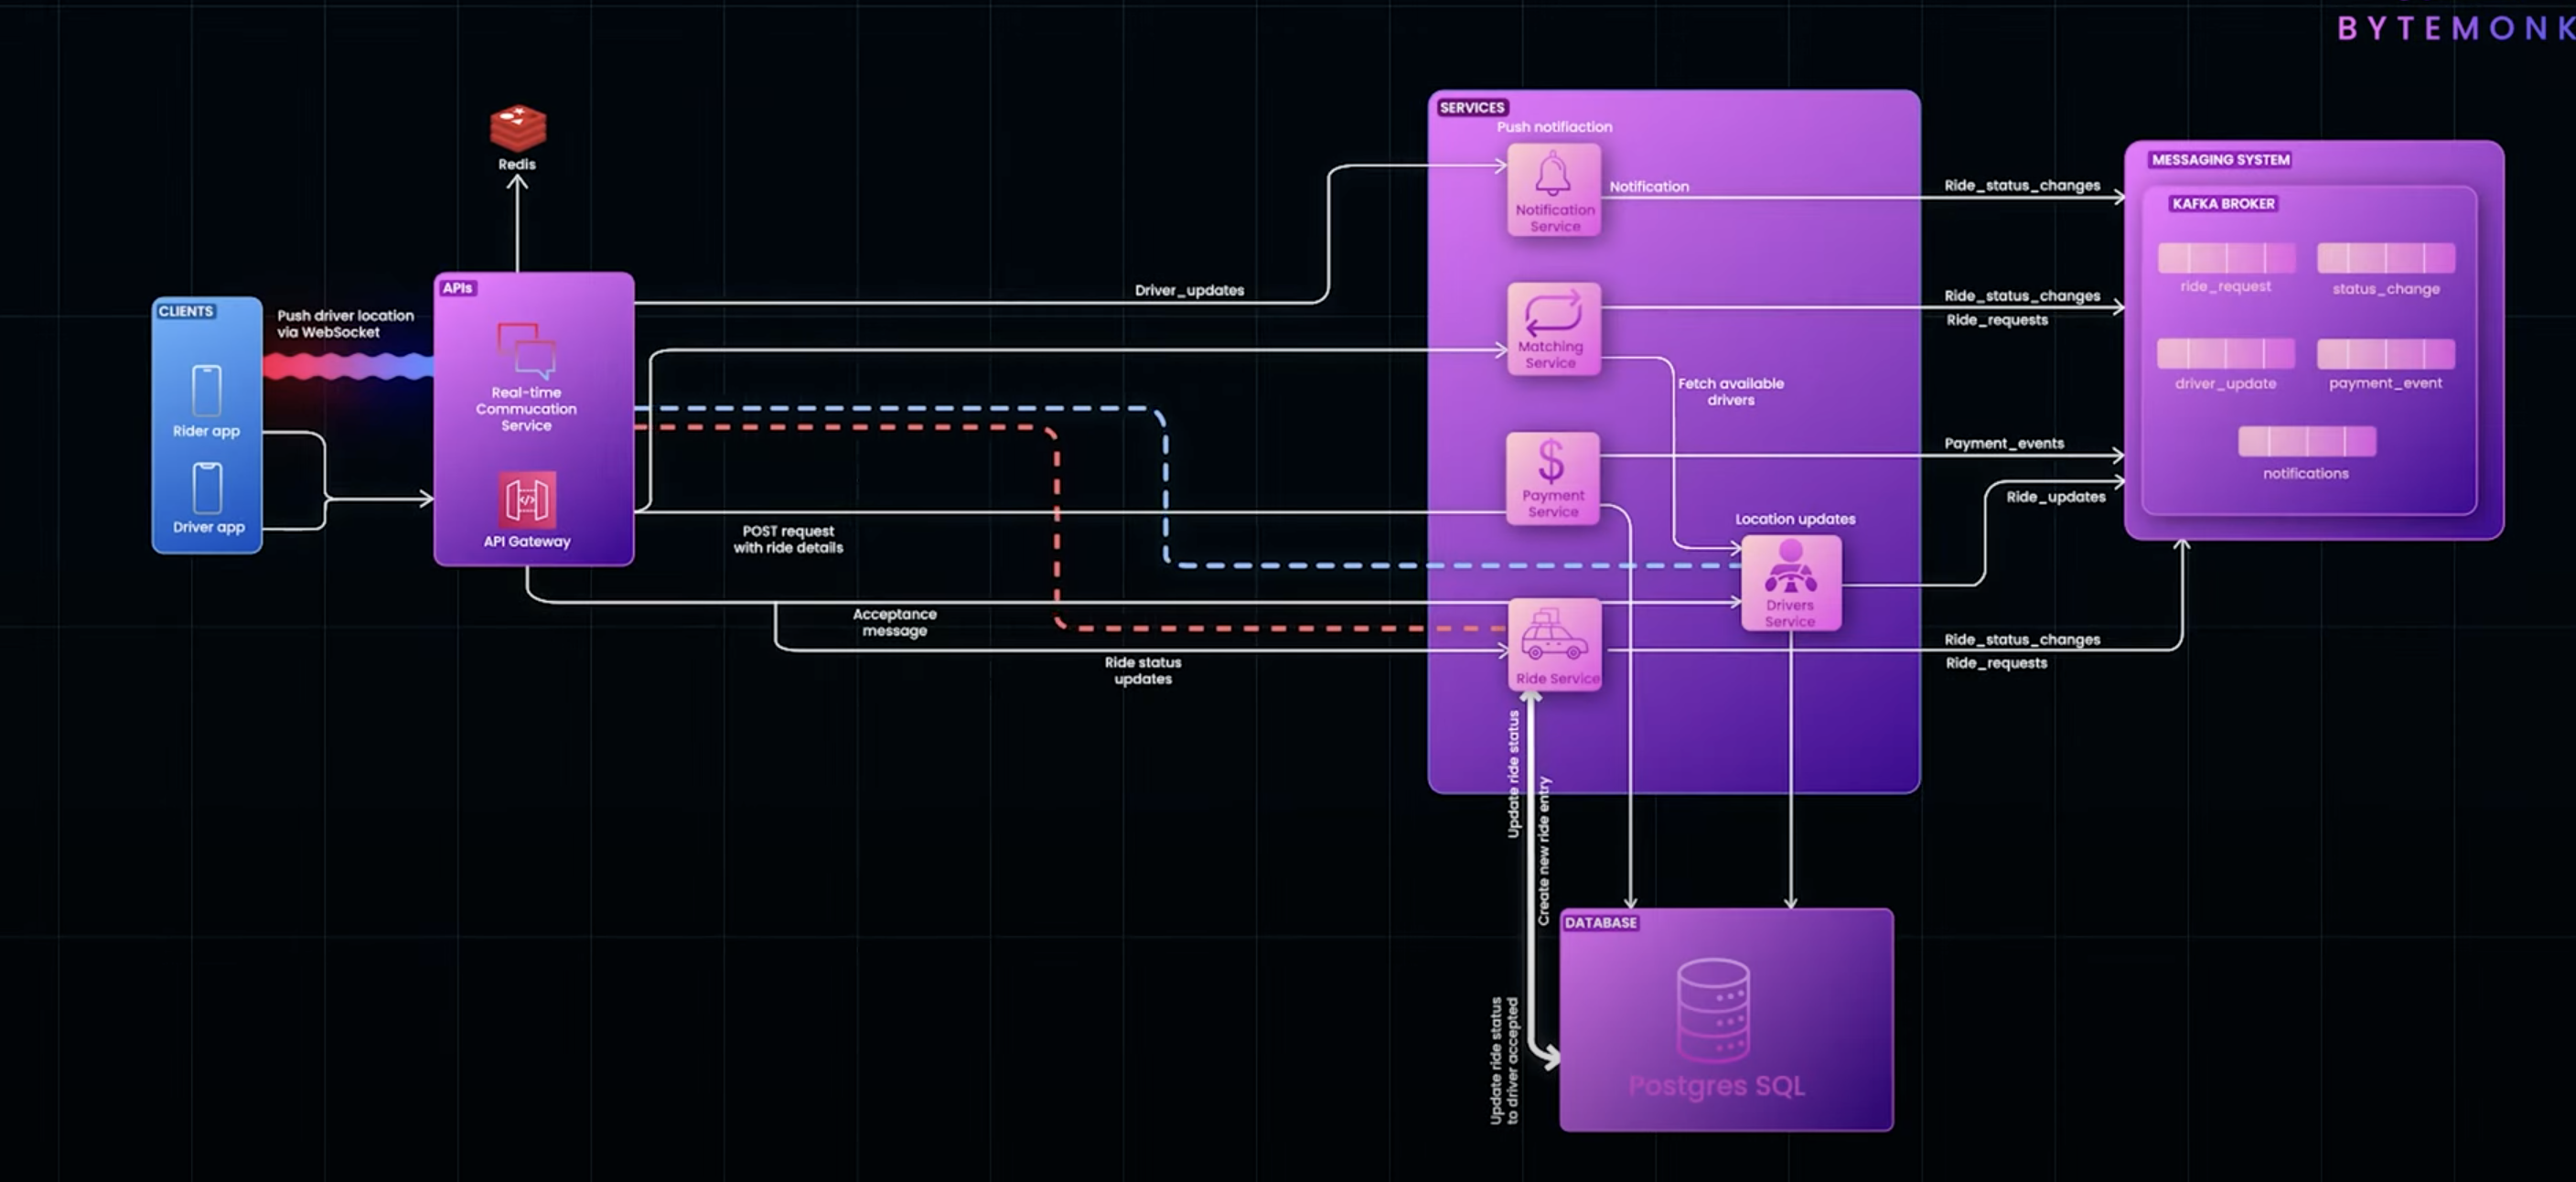 BYTEMONK
Redis
CLIENTS
Push driver location
via WebSocket
Rider app
Driver app
APIs
Real-time
Commucation
Service
API Gateway
Driver_updates
POST request
with ride details
Acceptance
message
Ride status
updates
SERVICES
Push notifiaction
Notification
Service
Notification
Matching
Service
Fetch available
drivers
Payment
Service
Location updates
Drivers
Service
Ride Service
Ride_status_changes
Ride_status_changes
Ride_requests
Payment_events
Ride_updates
Ride_status_changes
Ride_requests
MESSAGING SYSTEM
KAFKA BROKER
ride_request
status_change
driver_update
payment_event
notifications
Update ride status
Create new ride entry
Update ride status
to driver accepted
DATABASE
Postgres SQL